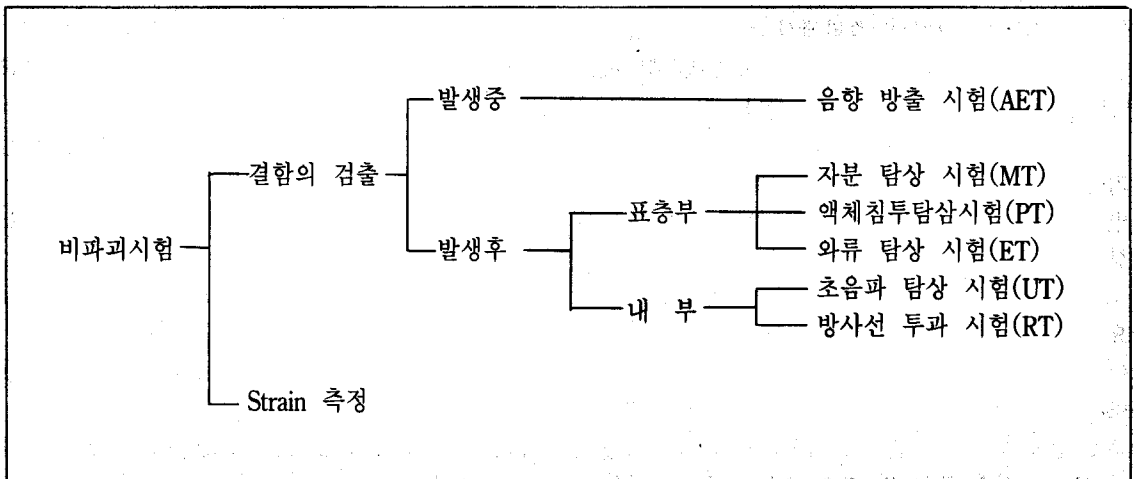 발생중 음향 방출 시험(AET)
결함의 검출 자분 탐상 시험(MT)
표층부 액체침투탐삼시험(PT)
비파괴시험 발생후 와류 탐상 시험(ET)
초음파 탐상 시험(UT)
내 부
방사선 투과 시험(RT)
Strain 측정